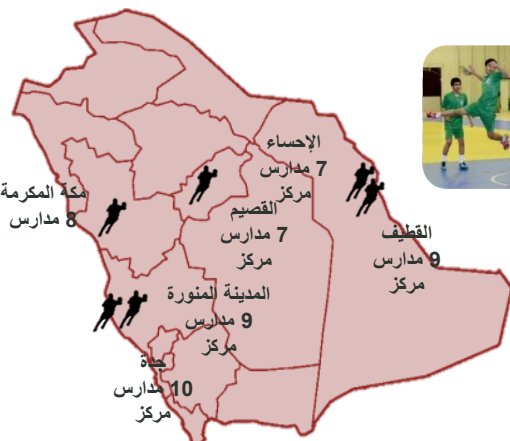 الإحساء
7 مدارس
مركز
مكة المكرمة
8 مدارس
القصيم
7 مدارس
مركز
القطيف
9 مدارس
مركز
المدينة المنورة
9 مدارس
مركز
جدة
10 مدارس
مركز